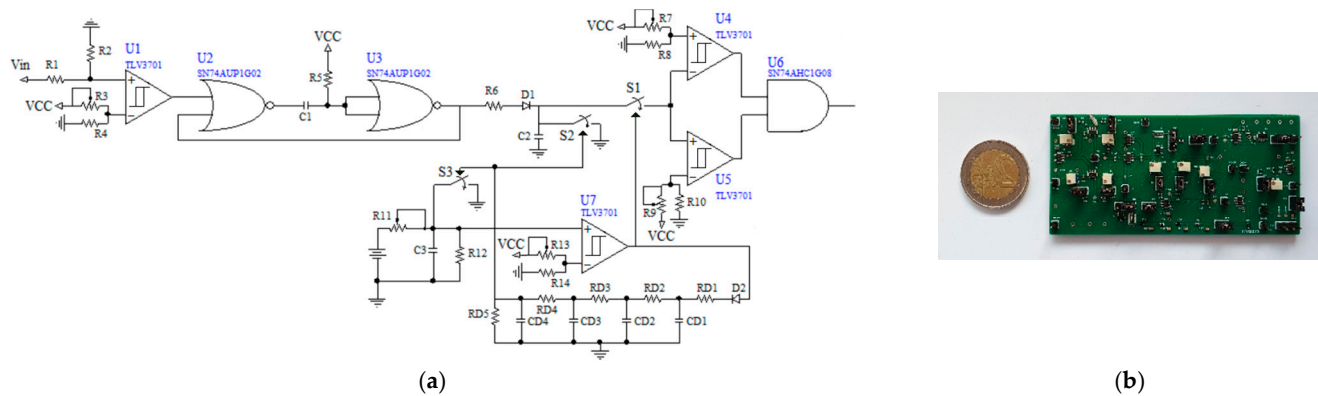 Vin
R1
R2
U1
TLV3701
VCC
R3
R4
U2
SN74AUP1G02
C1
VCC
R5
U3
SN74AUP1G02
R6
D1
C2
S2
S1
VCC
R7
R8
U4
TLV3701
U6
SN74AHC1G08
U5
TLV3701
R9
R10
VCC
S3
R11
C3
R12
VCC
R13
R14
U7
TLV3701
D2
RD1
RD2
RD3
RD4
RD5
CD4
CD3
CD2
CD1
(a)
(b)